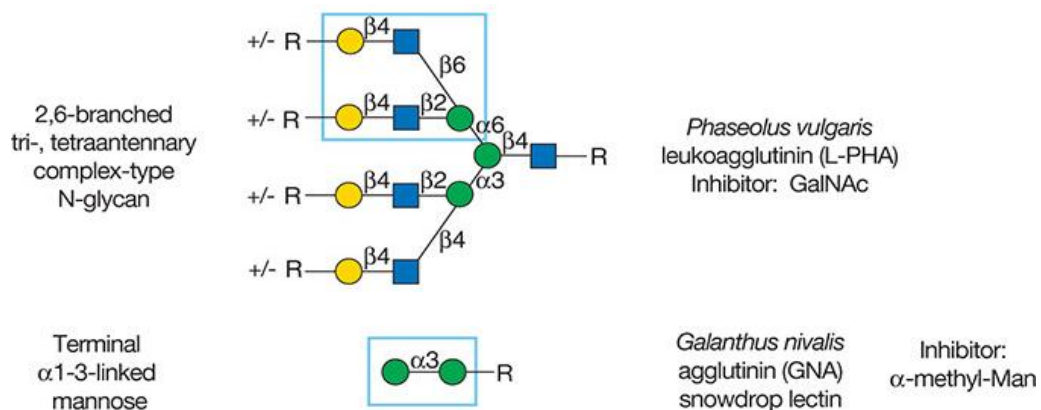 +/- R β4
β6
+/- R β4 β2
α6
β4 R
α3
+/- R β4 β2
β4
+/- R β4
2,6-branched
tri-, tetraantennary
complex-type
N-glycan
Phaseolus vulgaris
leukoagglutinin (L-PHA)
Inhibitor: GalNAc
Terminal
α1-3-linked
mannose
α3 R
Galanthus nivalis
agglutinin (GNA)
snowdrop lectin
Inhibitor:
α-methyl-Man